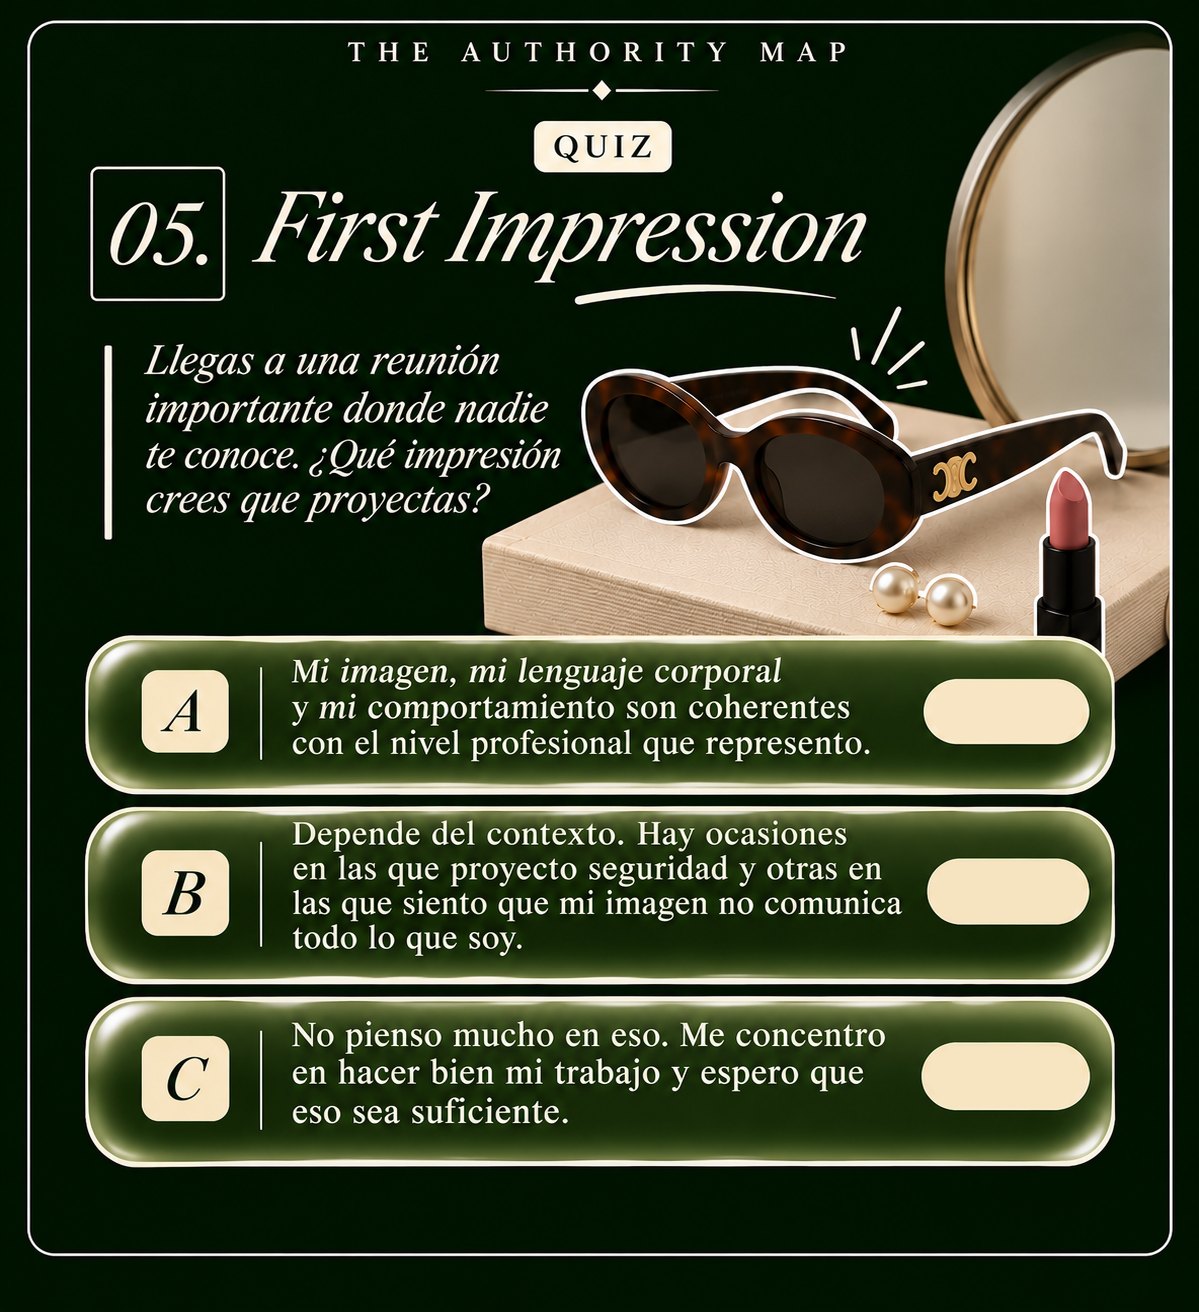 THE AUTHORITY MAP
QUIZ
05. First Impression
Llegas a una reunión
importante donde nadie
te conoce. ¿Qué impresión
crees que proyectas?
A
Mi imagen, mi lenguaje corporal
y mi comportamiento son coherentes
con el nivel profesional que represento.
B
Depende del contexto. Hay ocasiones
en las que proyecto seguridad y otras en
las que siento que mi imagen no comunica
todo lo que soy.
C
No pienso mucho en eso. Me concentro
en hacer bien mi trabajo y espero que
eso sea suficiente.